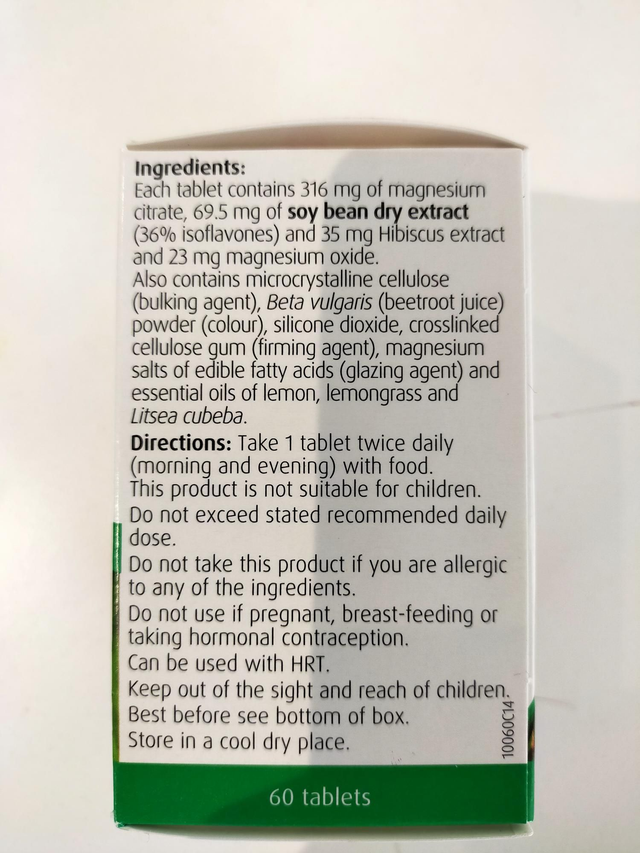 Ingredients:
Each tablet contains 316 mg of magnesium
citrate, 69.5 mg of soy bean dry extract
(36% isoflavones) and 35 mg Hibiscus extract
and 23 mg magnesium oxide.
Also contains microcrystalline cellulose
(bulking agent), Beta vulgaris (beetroot juice)
powder (colour), silicone dioxide, crosslinked
cellulose gum (firming agent), magnesium
salts of edible fatty acids (glazing agent) and
essential oils of lemon, lemongrass and
Litsea cubeba.
Directions: Take 1 tablet twice daily
(morning and evening) with food.
This product is not suitable for children.
Do not exceed stated recommended daily
dose.
Do not take this product if you are allergic
to any of the ingredients.
Do not use if pregnant, breast-feeding or
taking hormonal contraception.
Can be used with HRT.
Keep out of the sight and reach of children.
Best before see bottom of box.
Store in a cool dry place.
10060C14
60 tablets